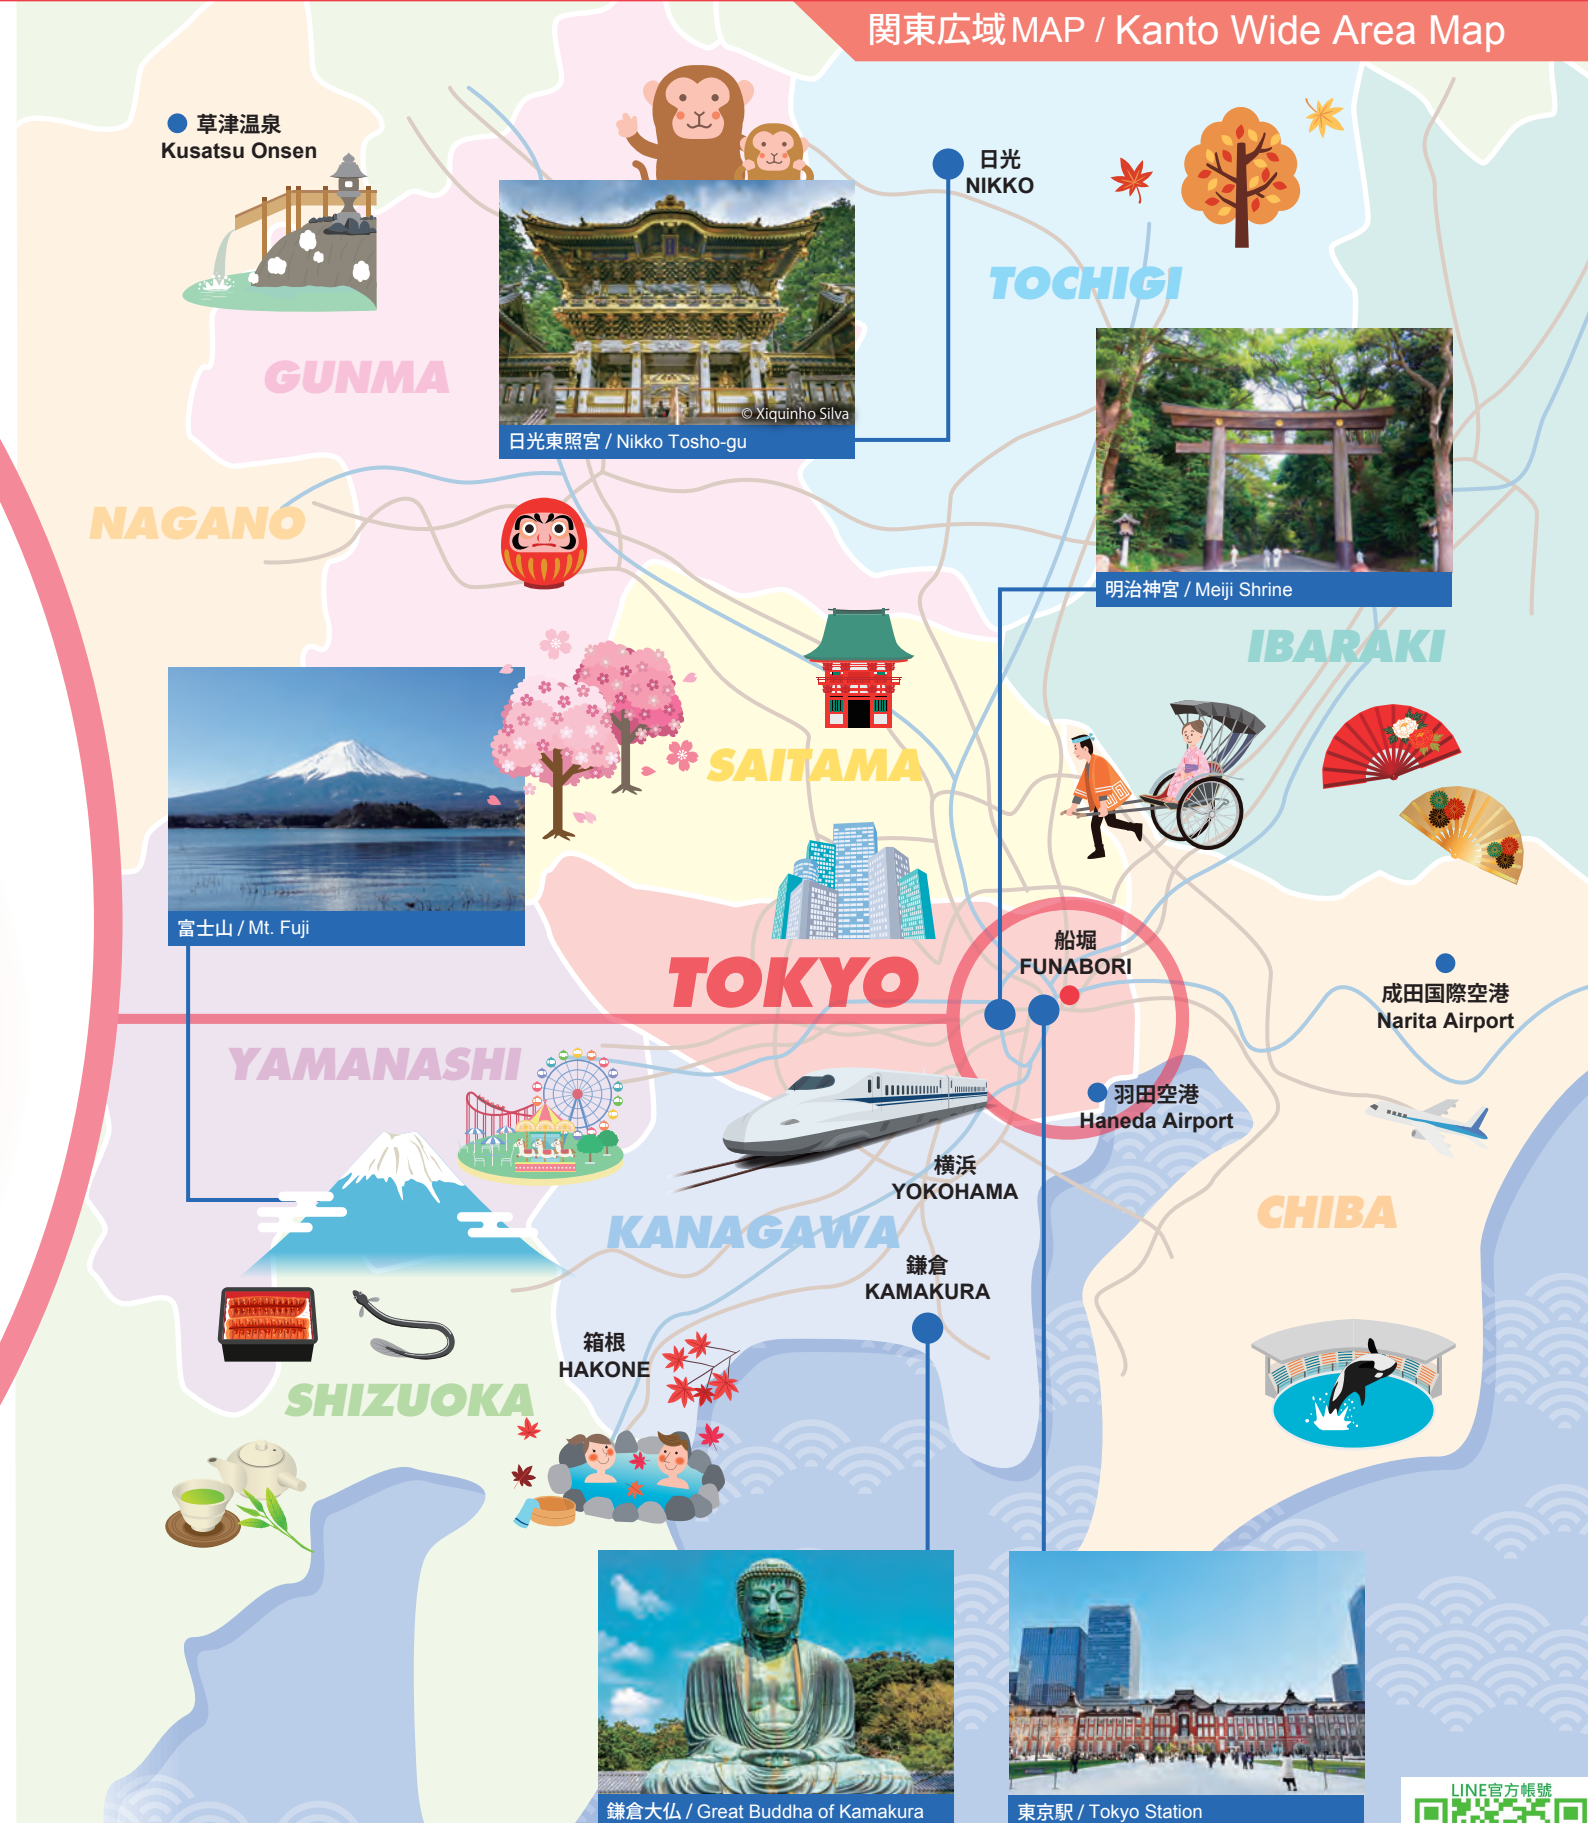 関東広域MAP / Kanto Wide Area Map
草津温泉
Kusatsu Onsen
日光
NIKKO
TOCHIGI
GUNMA
© Xiquinho Silva
日光東照宮 / Nikko Tosho-gu
NAGANO
明治神宮 / Meiji Shrine
IBARAKI
SAITAMA
富士山 / Mt. Fuji
船堀
FUNABORI
TOKYO
成田国際空港
Narita Airport
YAMANASHI
羽田空港
Haneda Airport
横浜
YOKOHAMA
CHIBA
KANAGAWA
鎌倉
KAMAKURA
箱根
HAKONE
SHIZUOKA
鎌倉大仏 / Great Buddha of Kamakura
東京駅 / Tokyo Station
LINE官方帳號